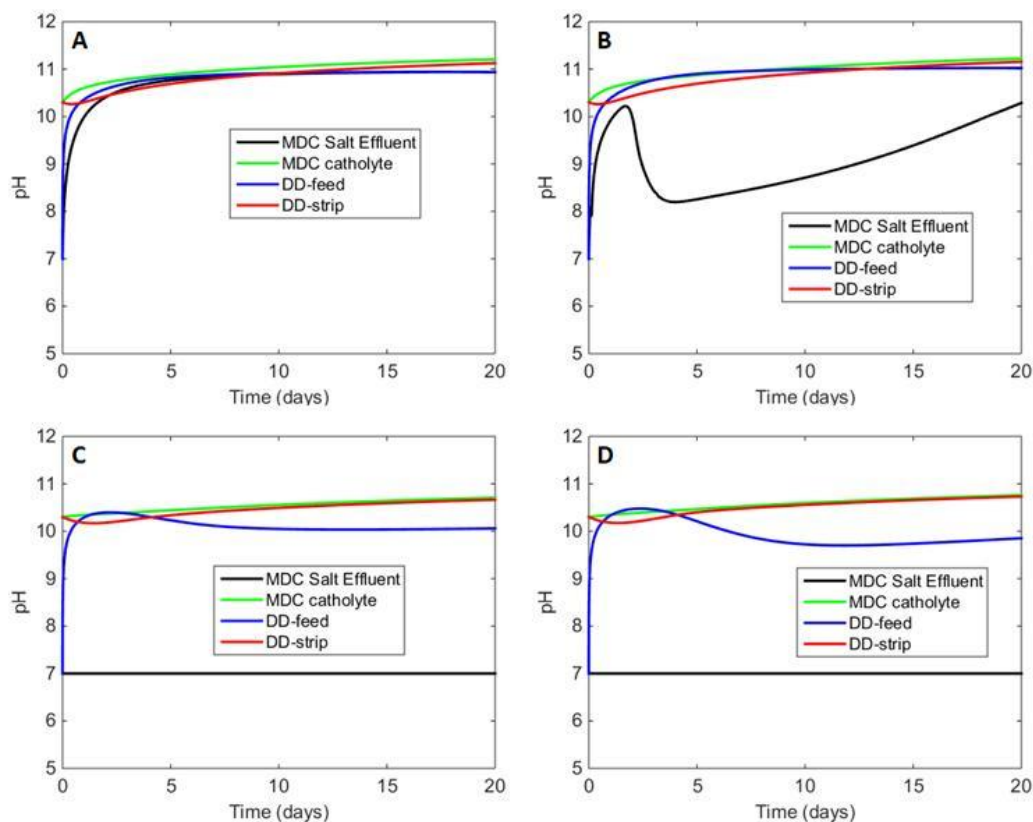 A
12
11
10
9
8
7
6
5
pH
MDC Salt Effluent
MDC catholyte
DD-feed
DD-strip
0
5
10
15
20
Time (days)
B
12
11
10
9
8
7
6
5
pH
MDC Salt Effluent
MDC catholyte
DD-feed
DD-strip
0
5
10
15
20
Time (days)
C
12
11
10
9
8
7
6
5
pH
MDC Salt Effluent
MDC catholyte
DD-feed
DD-strip
0
5
10
15
20
Time (days)
D
12
11
10
9
8
7
6
5
pH
MDC Salt Effluent
MDC catholyte
DD-feed
DD-strip
0
5
10
15
20
Time (days)